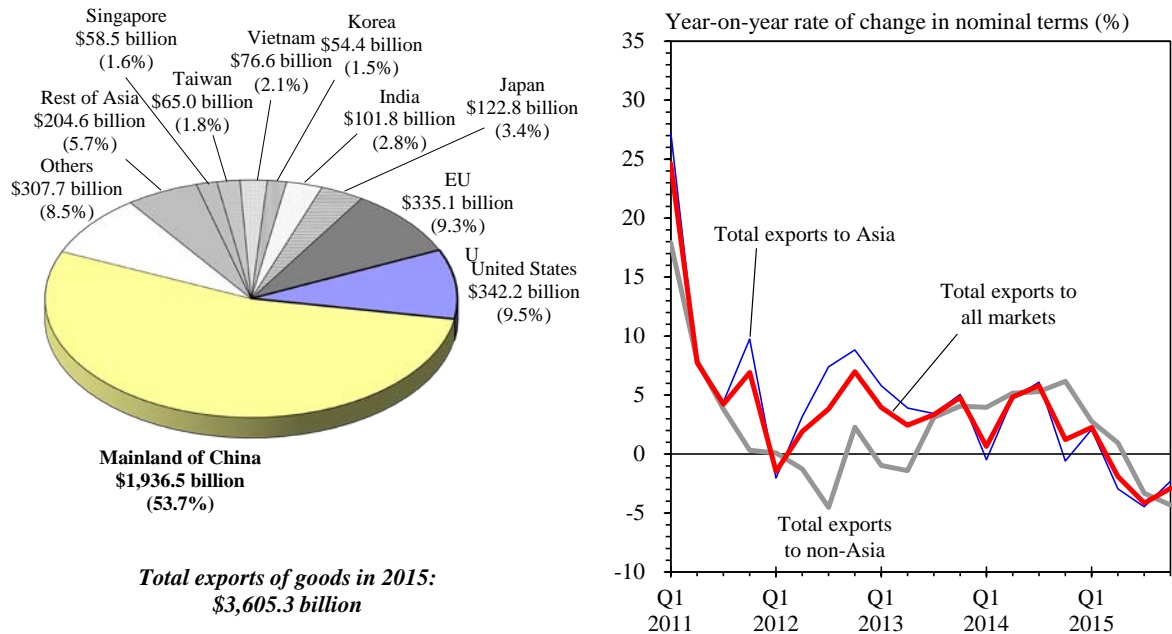 Singapore
$58.5 billion
(1.6%)
Vietnam
$76.6 billion
(2.1%)
Korea
$54.4 billion
(1.5%)
Taiwan
$65.0 billion
(1.8%)
Rest of Asia
$204.6 billion
(5.7%)
India
$101.8 billion
(2.8%)
Japan
$122.8 billion
(3.4%)
Others
$307.7 billion
(8.5%)
EU
$335.1 billion
(9.3%)
U
United States
$342.2 billion
(9.5%)
Mainland of China
$1,936.5 billion
(53.7%)
Total exports of goods in 2015:
$3,605.3 billion
Year-on-year rate of change in nominal terms (%)
35
30
25
20
15
10
5
0
-5
-10
Total exports to Asia
Total exports to
all markets
Total exports
to non-Asia
Q1 Q1 Q1 Q1 Q1
2011 2012 2013 2014 2015